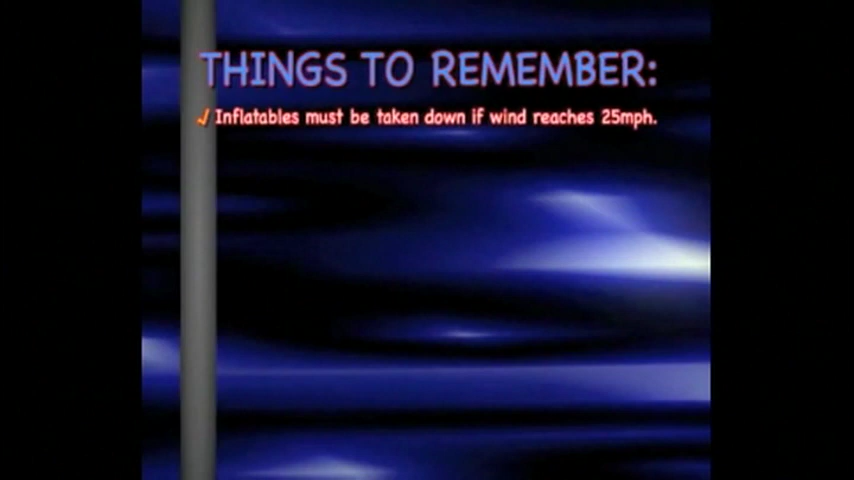 THINGS TO REMEMBER:
√ Inflatables must be taken down if wind reaches 25mph.